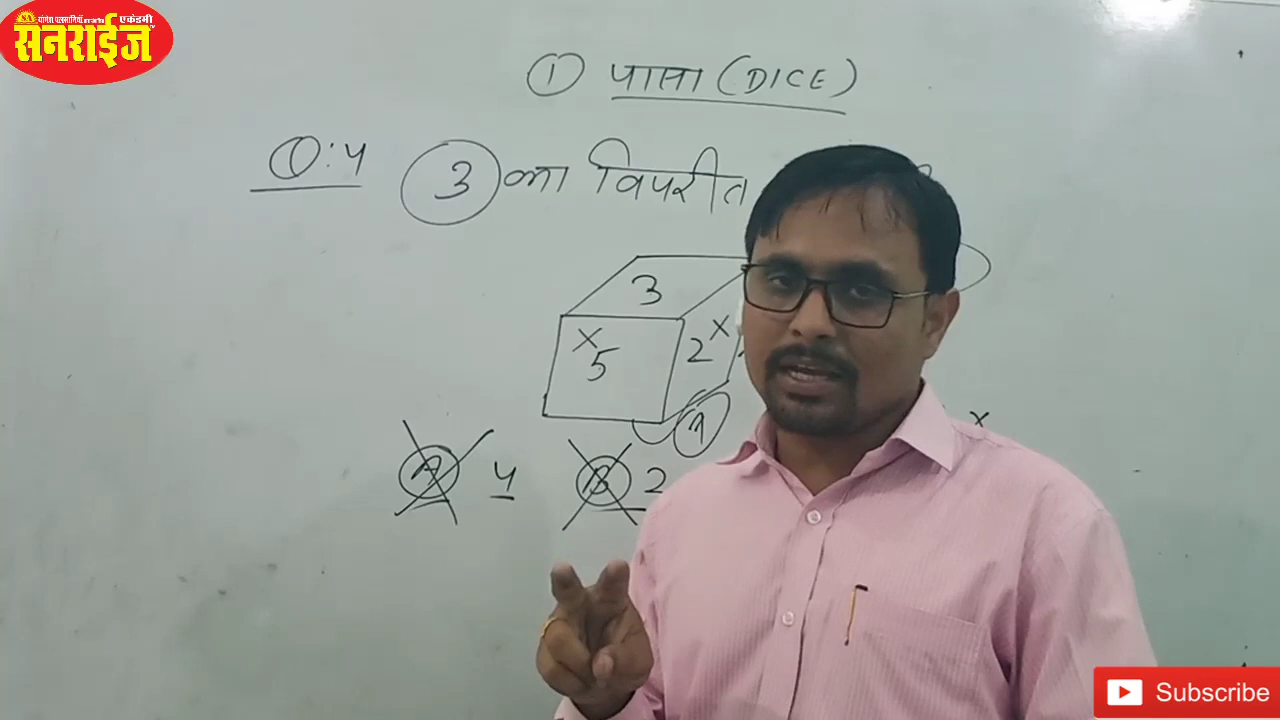 सनराईज
एकेडमी
① पासा (DICE)
Q:4 3 का विपरीत
3
5 2
4 2
Subscribe